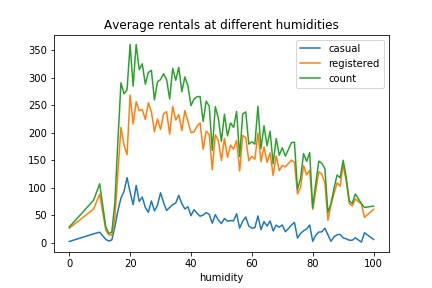 Average rentals at different humidities
350
300
250
200
150
100
50
0
casual
registered
count
0 20 40 60 80 100
humidity